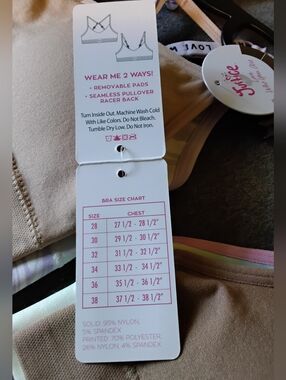 LOVE
Justice
WEAR ME 2 WAYS!
• REMOVABLE PADS
• SEAMLESS PULLOVER
RACER BACK
Turn Inside Out. Machine Wash Cold
With Like Colors. Do Not Bleach.
Tumble Dry Low. Do Not Iron.
BRA SIZE CHART
SIZE CHEST
28 27 1/2 - 28 1/2"
30 29 1/2 - 30 1/2"
32 31 1/2 - 32 1/2"
34 33 1/2 - 34 1/2"
36 35 1/2 - 36 1/2"
38 37 1/2 - 38 1/2"
SOLID: 95% NYLON,
5% SPANDEX
PRINTED: 70% POLYESTER,
26% NYLON, 4% SPANDEX